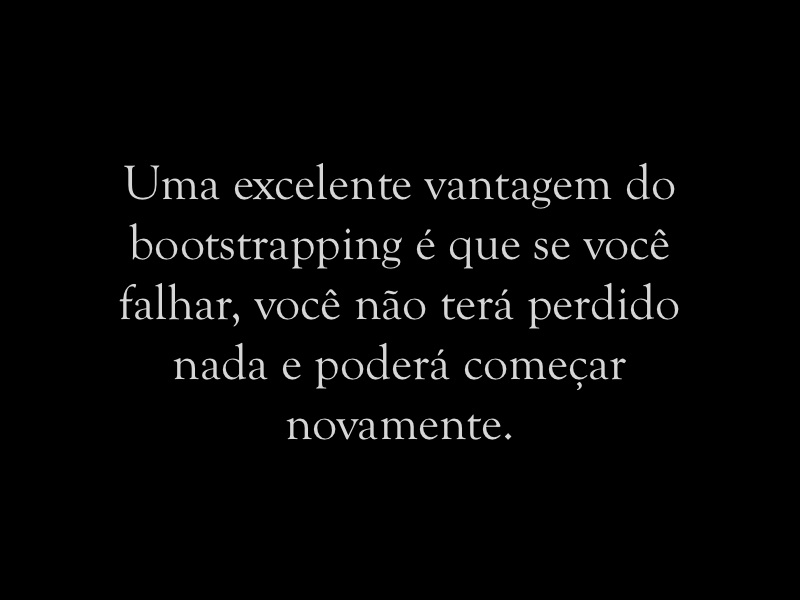 Uma excelente vantagem do
bootstrapping é que se você
falhar, você não terá perdido
nada e poderá começar
novamente.